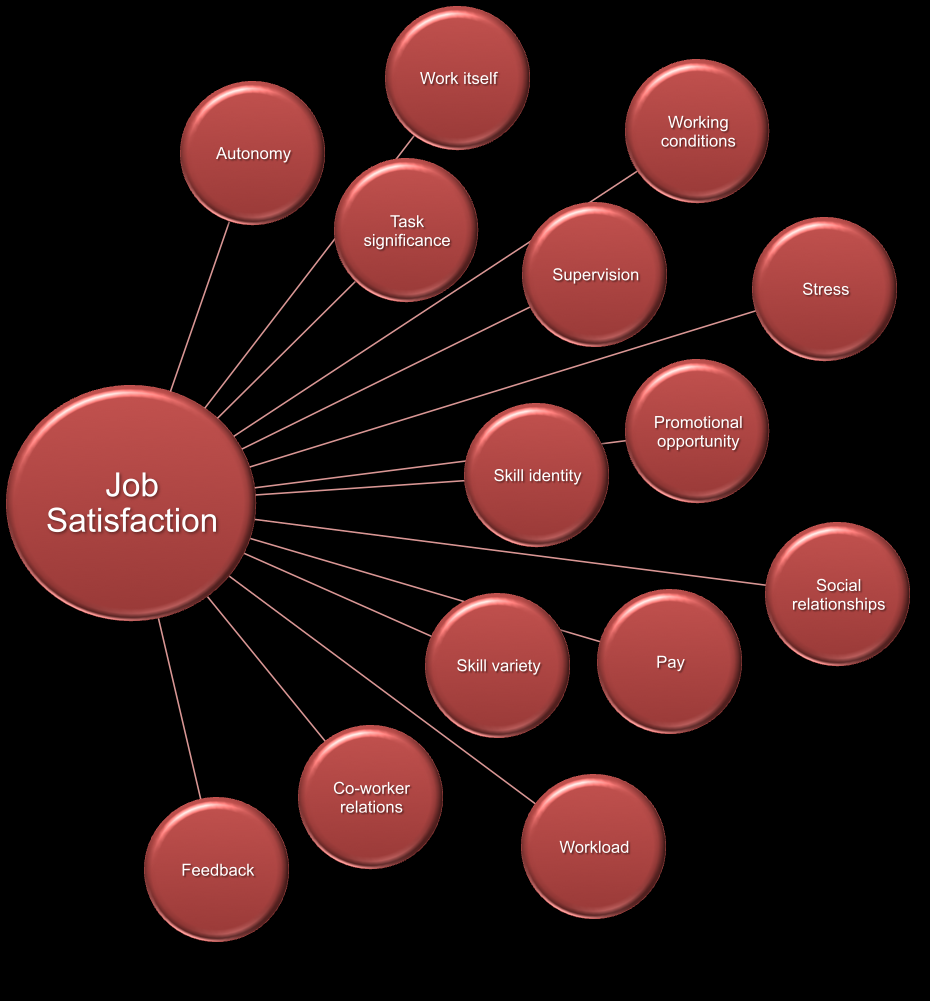 Work itself
Working
conditions
Autonomy
Task
significance
Supervision
Stress
Promotional
opportunity
Skill identity
Job
Satisfaction
Social
relationships
Skill variety
Pay
Co-worker
relations
Workload
Feedback